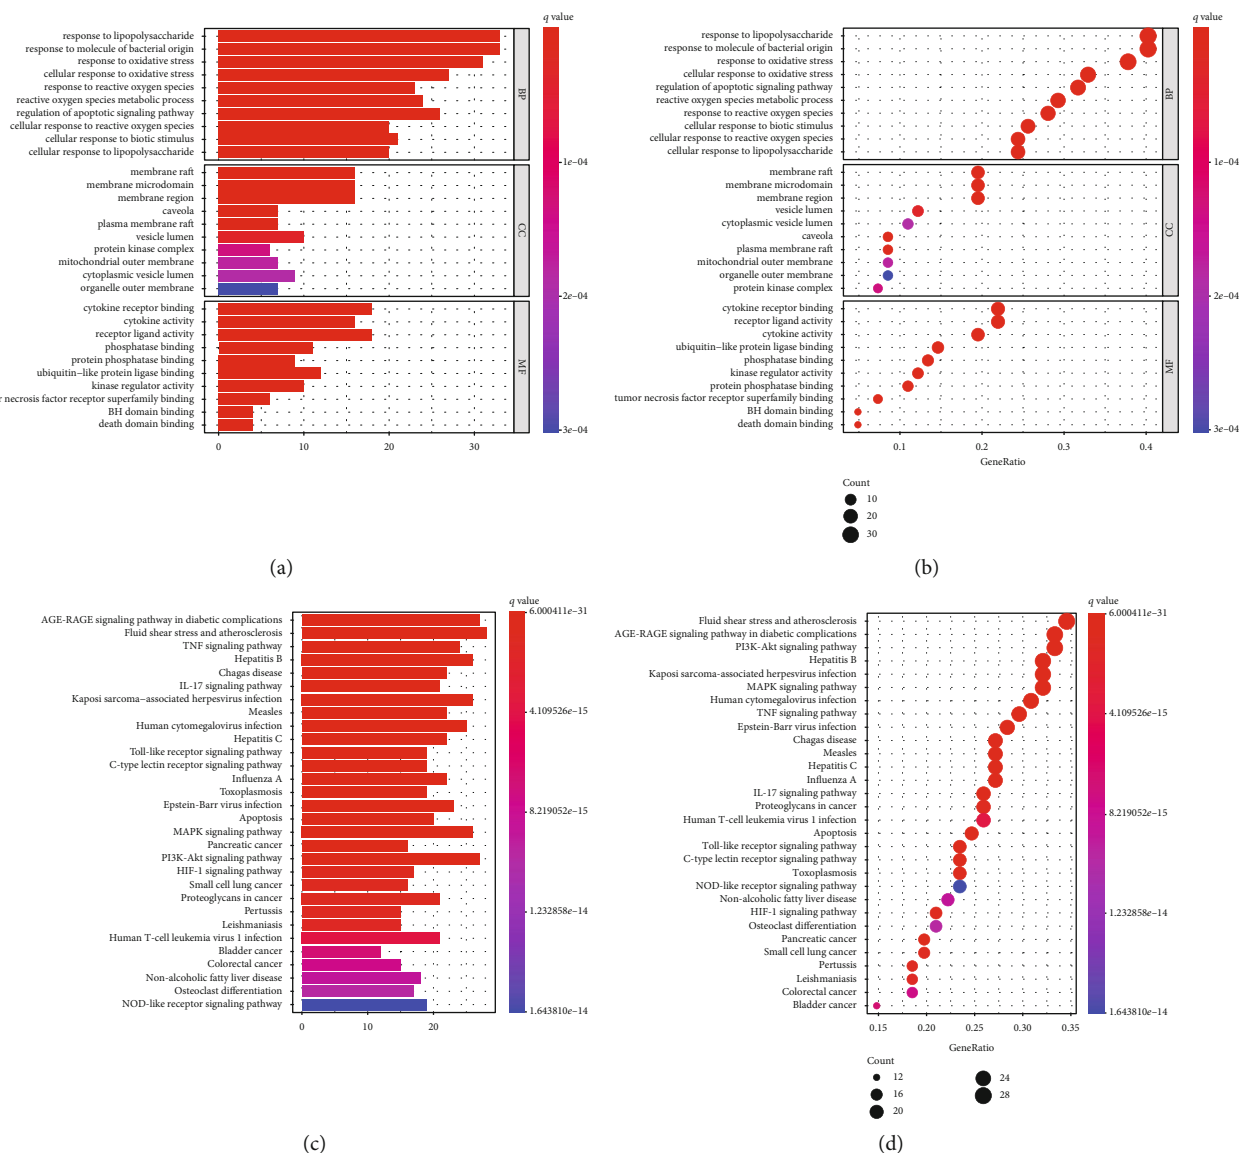 q value
response to lipopolysaccharide
response to molecule of bacterial origin
response to oxidative stress
cellular response to oxidative stress
response to reactive oxygen species
reactive oxygen species metabolic process
regulation of apoptotic signaling pathway
cellular response to reactive oxygen species
cellular response to biotic stimulus
cellular response to lipopolysaccharide
BP
membrane raft
membrane microdomain
membrane region
caveola
plasma membrane raft
vesicle lumen
protein kinase complex
mitochondrial outer membrane
cytoplasmic vesicle lumen
organelle outer membrane
CC
cytokine receptor binding
cytokine activity
receptor ligand activity
phosphatase binding
protein phosphatase binding
ubiquitin−like protein ligase binding
kinase regulator activity
r necrosis factor receptor superfamily binding
BH domain binding
death domain binding
MF
0 10 20 30
1e−04
2e−04
3e−04
(a)
q value
response to lipopolysaccharide
response to molecule of bacterial origin
response to oxidative stress
cellular response to oxidative stress
regulation of apoptotic signaling pathway
reactive oxygen species metabolic process
response to reactive oxygen species
cellular response to biotic stimulus
cellular response to reactive oxygen species
cellular response to lipopolysaccharide
BP
membrane raft
membrane microdomain
membrane region
vesicle lumen
cytoplasmic vesicle lumen
caveola
plasma membrane raft
mitochondrial outer membrane
organelle outer membrane
protein kinase complex
CC
cytokine receptor binding
receptor ligand activity
cytokine activity
ubiquitin−like protein ligase binding
phosphatase binding
kinase regulator activity
protein phosphatase binding
tumor necrosis factor receptor superfamily binding
BH domain binding
death domain binding
MF
0.1 0.2 0.3 0.4
GeneRatio
1e−04
2e−04
3e−04
Count
10
20
30
(b)
q value
AGE-RAGE signaling pathway in diabetic complications
Fluid shear stress and atherosclerosis
TNF signaling pathway
Hepatitis B
Chagas disease
IL-17 signaling pathway
Kaposi sarcoma−associated herpesvirus infection
Measles
Human cytomegalovirus infection
Hepatitis C
Toll-like receptor signaling pathway
C-type lectin receptor signaling pathway
Influenza A
Toxoplasmosis
Epstein-Barr virus infection
Apoptosis
MAPK signaling pathway
Pancreatic cancer
PI3K-Akt signaling pathway
HIF-1 signaling pathway
Small cell lung cancer
Proteoglycans in cancer
Pertussis
Leishmaniasis
Human T-cell leukemia virus 1 infection
Bladder cancer
Colorectal cancer
Non-alcoholic fatty liver disease
Osteoclast differentiation
NOD-like receptor signaling pathway
0 10 20
6.000411e−31
4.109526e−15
8.219052e−15
1.232858e−14
1.643810e−14
(c)
q value
Fluid shear stress and atherosclerosis
AGE-RAGE signaling pathway in diabetic complications
PI3K-Akt signaling pathway
Hepatitis B
Kaposi sarcoma-associated herpesvirus infection
MAPK signaling pathway
Human cytomegalovirus infection
TNF signaling pathway
Epstein-Barr virus infection
Chagas disease
Measles
Hepatitis C
Influenza A
IL-17 signaling pathway
Proteoglycans in cancer
Human T-cell leukemia virus 1 infection
Apoptosis
Toll-like receptor signaling pathway
C-type lectin receptor signaling pathway
Toxoplasmosis
NOD-like receptor signaling pathway
Non-alcoholic fatty liver disease
HIF-1 signaling pathway
Osteoclast differentiation
Pancreatic cancer
Small cell lung cancer
Pertussis
Leishmaniasis
Colorectal cancer
Bladder cancer
0.15 0.20 0.25 0.30 0.35
GeneRatio
6.000411e−31
4.109526e−15
8.219052e−15
1.232858e−14
1.643810e−14
Count
12 24
16 28
20
(d)